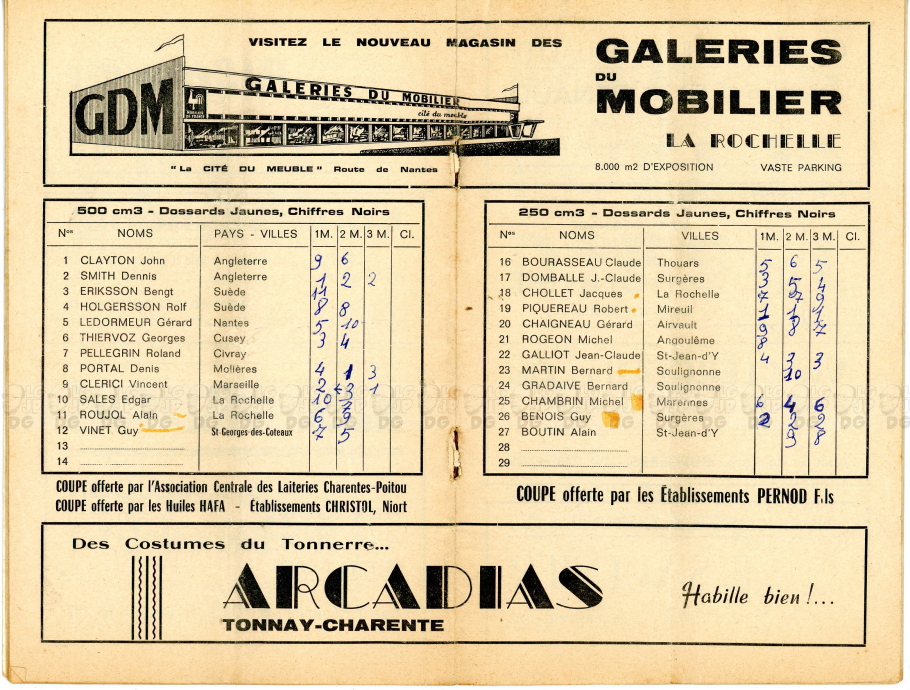 VISITEZ LE NOUVEAU MAGASIN DES
GALERIES
DU
MOBILIER
LA ROCHELLE
8.000 m2 D'EXPOSITION VASTE PARKING
GDM
GALERIES DU MOBILIER
cité du meuble
"La CITÉ DU MEUBLE" Route de Nantes
500 cm3 - Dossards Jaunes, Chiffres Noirs
Nos NOMS PAYS - VILLES 1M. 2 M. 3 M. Cl.
1 CLAYTON John Angleterre 9 6
2 SMITH Dennis Angleterre 1 2 2
3 ERIKSSON Bengt Suède 11
4 HOLGERSSON Rolf Suède 8 8
5 LEDORMEUR Gérard Nantes 5 10
6 THIERVOZ Georges Cusey 3 4
7 PELLEGRIN Roland Civray
8 PORTAL Denis Molières 4 1 3
9 CLERICI Vincent Marseille 2 3 1
10 SALES Edgar La Rochelle 10
11 ROUJOL Alain La Rochelle 6 9
12 VINET Guy St-Georges-des-Coteaux 7 5
13
14
COUPE offerte par l'Association Centrale des Laiteries Charentes-Poitou
COUPE offerte par les Huiles HAFA - Établissements CHRISTOL, Niort
250 cm3 - Dossards Jaunes, Chiffres Noirs
Nos NOMS VILLES 1M. 2 M. 3 M. Cl.
16 BOURASSEAU Claude Thouars 5 6 5
17 DOMBALLE J.-Claude Surgères 3 5 4
18 CHOLLET Jacques La Rochelle 7 7 9
19 PIQUEREAU Robert Mireuil 1 1 1
20 CHAIGNEAU Gérard Airvault 9 8 7
21 ROGEON Michel Angoulême 8
22 GALLIOT Jean-Claude St-Jean-d'Y 4 3 3
23 MARTIN Bernard Soulignonne 10
24 GRADAIVE Bernard Soulignonne
25 CHAMBRIN Michel Marennes 6 4 6
26 BENOIS Guy Surgères 2 2 2
27 BOUTIN Alain St-Jean-d'Y 9 8
28
29
COUPE offerte par les Établissements PERNOD Fils
Des Costumes du Tonnerre...
ARCADIAS
TONNAY-CHARENTE
Habille bien !...